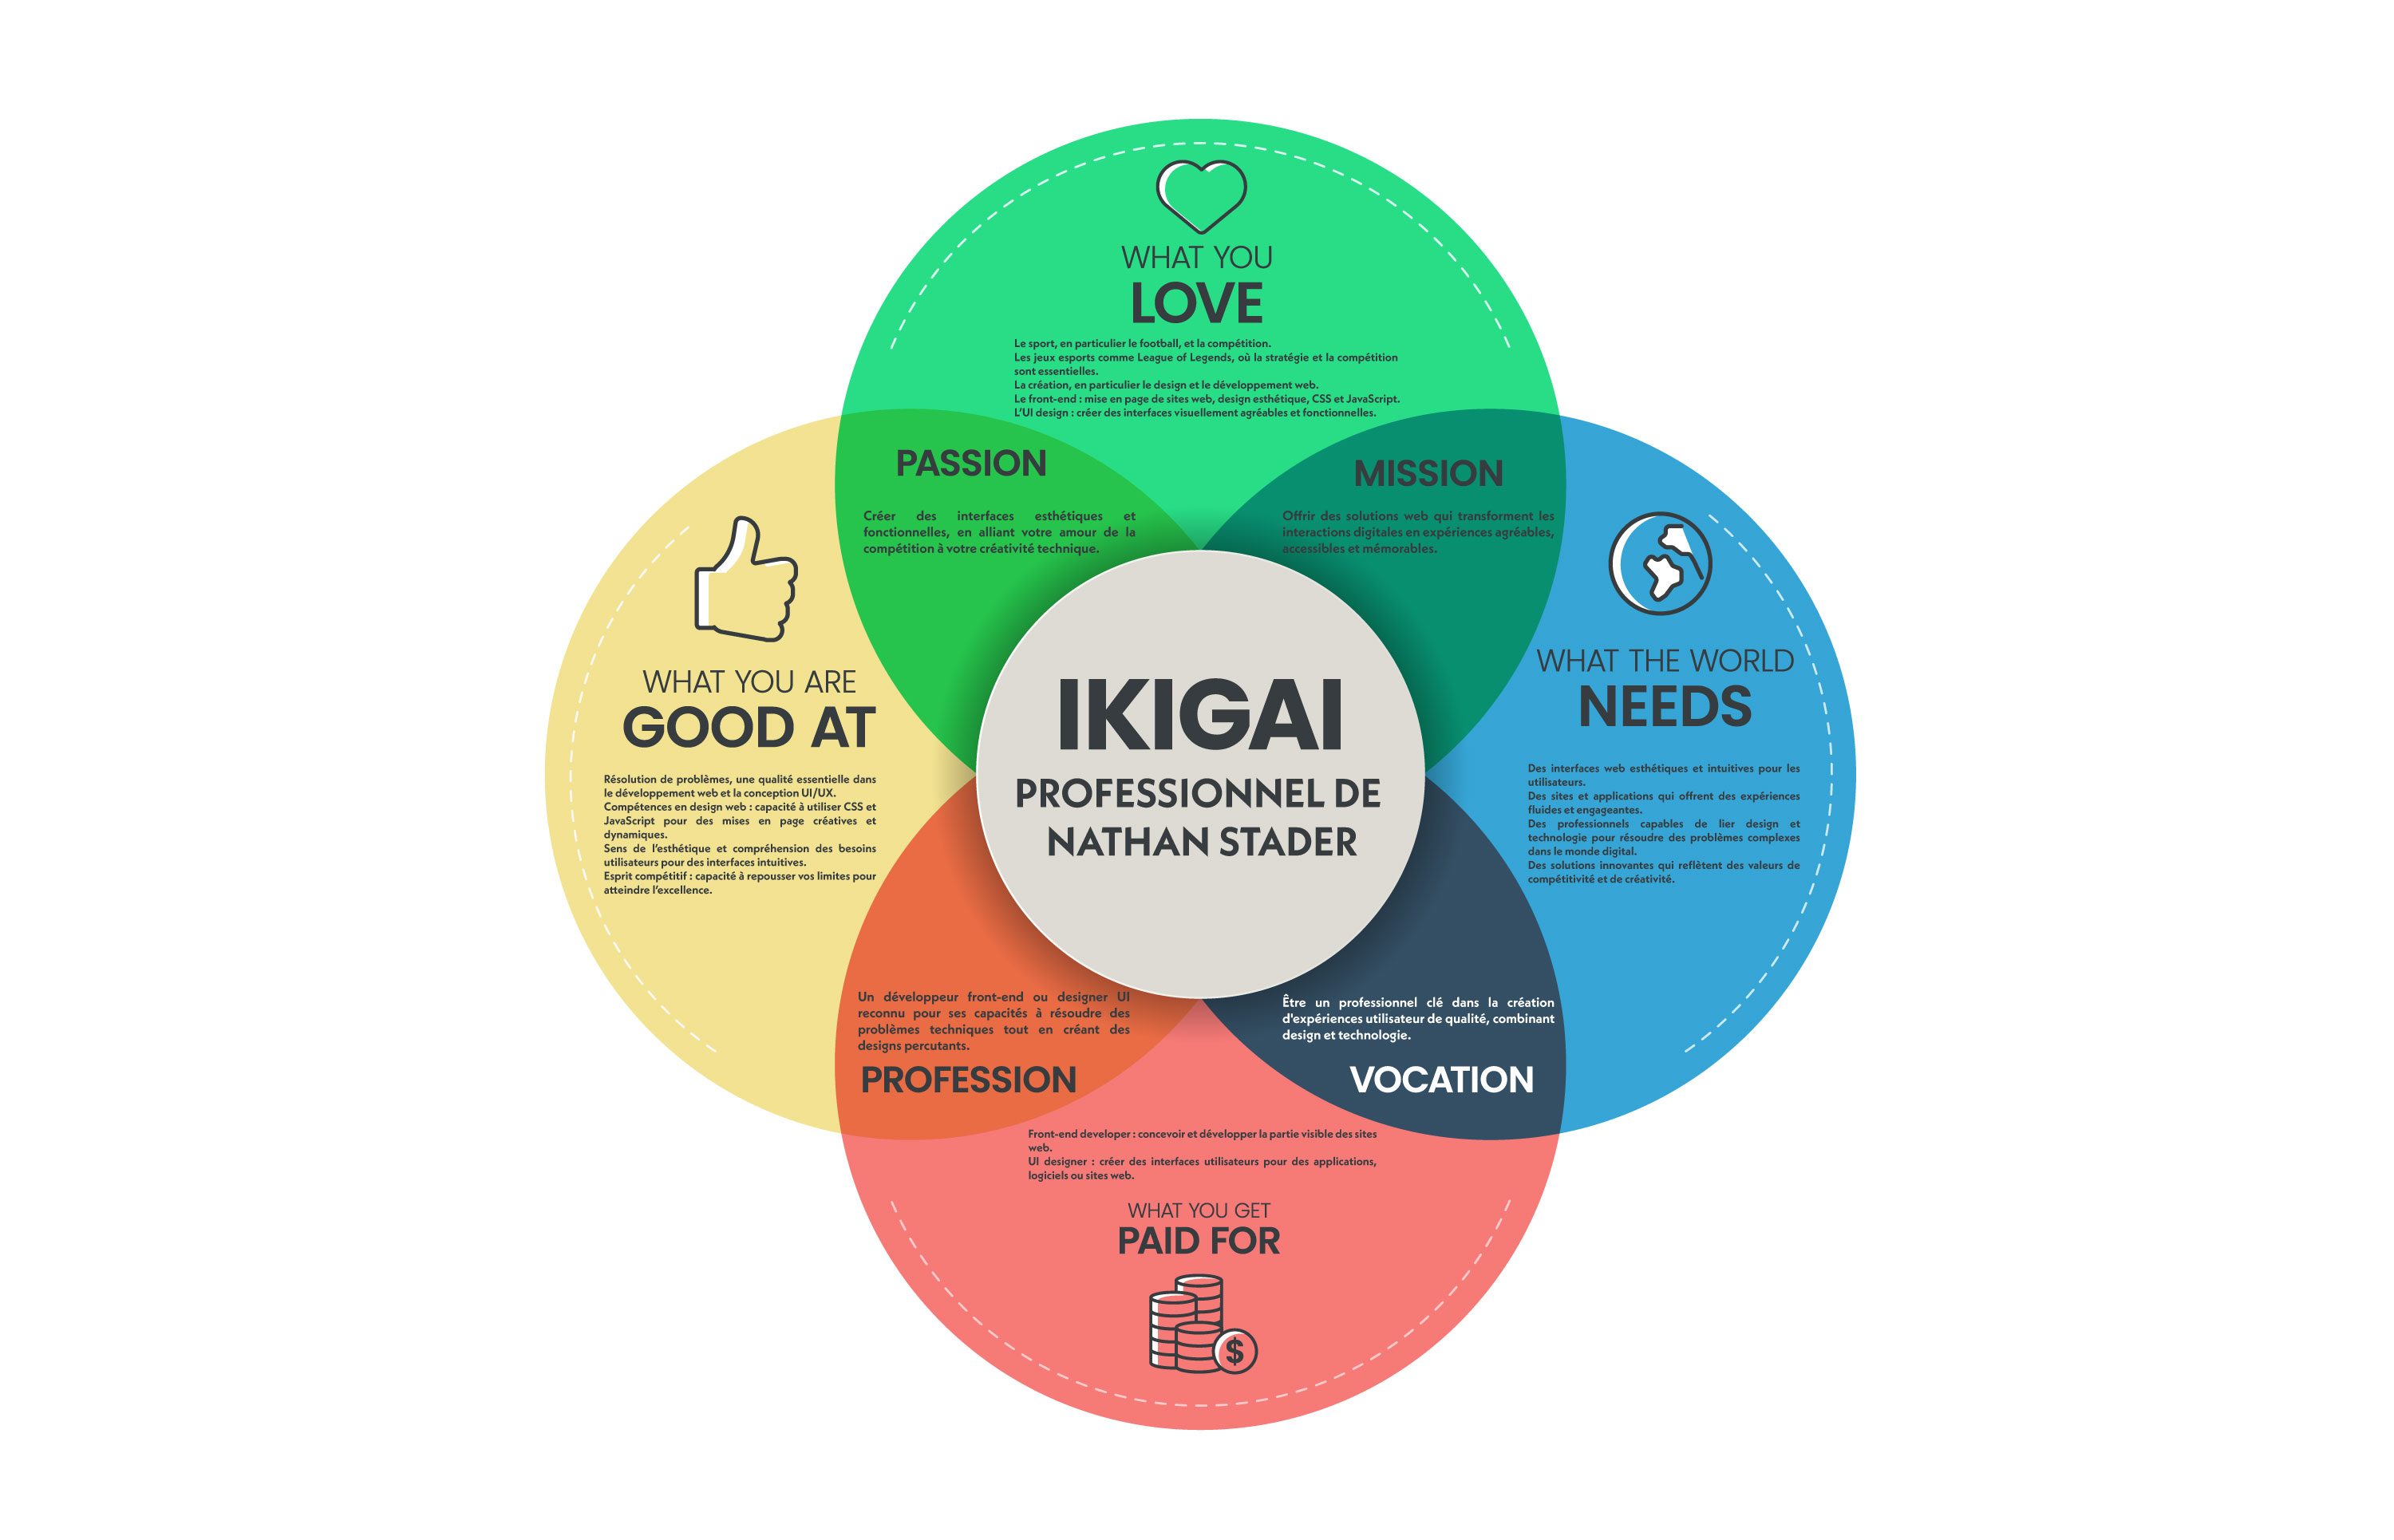 WHAT YOU
LOVE
Le sport, en particulier le football, et la compétition.
Les jeux esports comme League of Legends, où la stratégie et la compétition
sont essentielles.
La création, en particulier le design et le développement web.
Le front-end : mise en page de sites web, design esthétique, CSS et JavaScript.
L’UI design : créer des interfaces visuellement agréables et fonctionnelles.
PASSION
Créer des interfaces esthétiques et
fonctionnelles, en alliant votre amour de la
compétition à votre créativité technique.
MISSION
Offrir des solutions web qui transforment les
interactions digitales en expériences agréables,
accessibles et mémorables.
WHAT YOU ARE
GOOD AT
Résolution de problèmes, une qualité essentielle dans
le développement web et la conception UI/UX.
Compétences en design web : capacité à utiliser CSS et
JavaScript pour des mises en page créatives et
dynamiques.
Sens de l’esthétique et compréhension des besoins
utilisateurs pour des interfaces intuitives.
Esprit compétitif : capacité à repousser vos limites pour
atteindre l’excellence.
IKIGAI
PROFESSIONNEL DE
NATHAN STADER
WHAT THE WORLD
NEEDS
Des interfaces web esthétiques et intuitives pour les
utilisateurs.
Des sites et applications qui offrent des expériences
fluides et engageantes.
Des professionnels capables de lier design et
technologie pour résoudre des problèmes complexes
dans le monde digital.
Des solutions innovantes qui reflètent des valeurs de
compétitivité et de créativité.
Un développeur front-end ou designer UI
reconnu pour ses capacités à résoudre des
problèmes techniques tout en créant des
designs percutants.
PROFESSION
Être un professionnel clé dans la création
d'expériences utilisateur de qualité, combinant
design et technologie.
VOCATION
Front-end developer : concevoir et développer la partie visible des sites
web.
UI designer : créer des interfaces utilisateurs pour des applications,
logiciels ou sites web.
WHAT YOU GET
PAID FOR
$